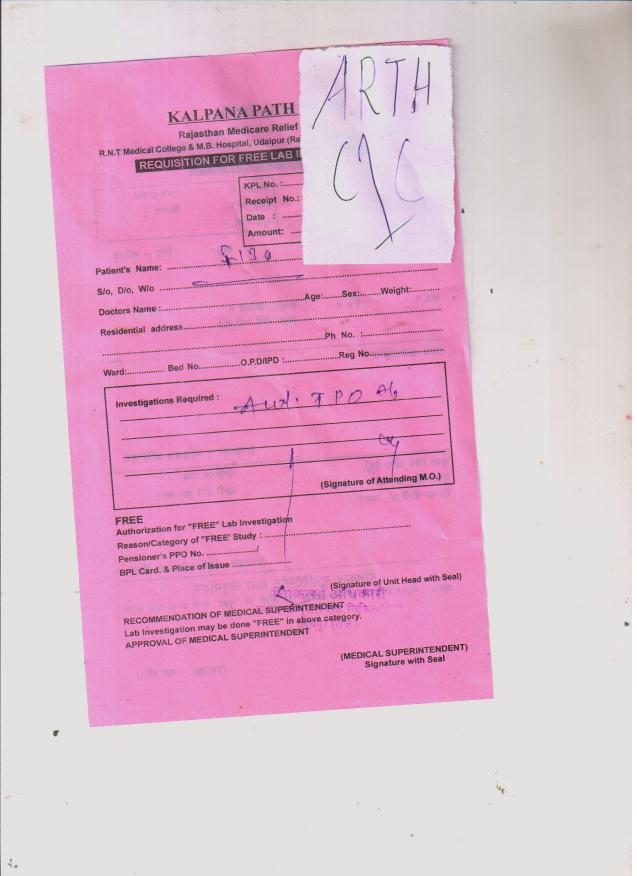 ARTH
C/C
KALPANA PATH
Rajasthan Medicare Relief
R.N.T Medical College & M.B. Hospital, Udaipur (Ra
REQUISITION FOR FREE LAB I
KPL No. :......
Receipt No.:
Date : ......
Amount: ...
Patient's Name: ..................
S/o, D/o, W/o ..................
Doctors Name :..................Age:......Sex:......Weight:.........
Residential address..................
..................Ph No. :..................
Ward:............. Bed No..............O.P.D/IPD :..................Reg No..................
Investigations Required : TPO Ab
(Signature of Attending M.O.)
FREE
Authorization for "FREE" Lab Investigation
Reason/Category of "FREE' Study : ..................
Pensioner's PPO No. ................/
BPL Card. & Place of Issue ..................
(Signature of Unit Head with Seal)
चिकित्सा अधिकारी
RECOMMENDATION OF MEDICAL SUPERINTENDENT
Lab Investigation may be done "FREE" in above category.
APPROVAL OF MEDICAL SUPERINTENDENT
(MEDICAL SUPERINTENDENT)
Signature with Seal